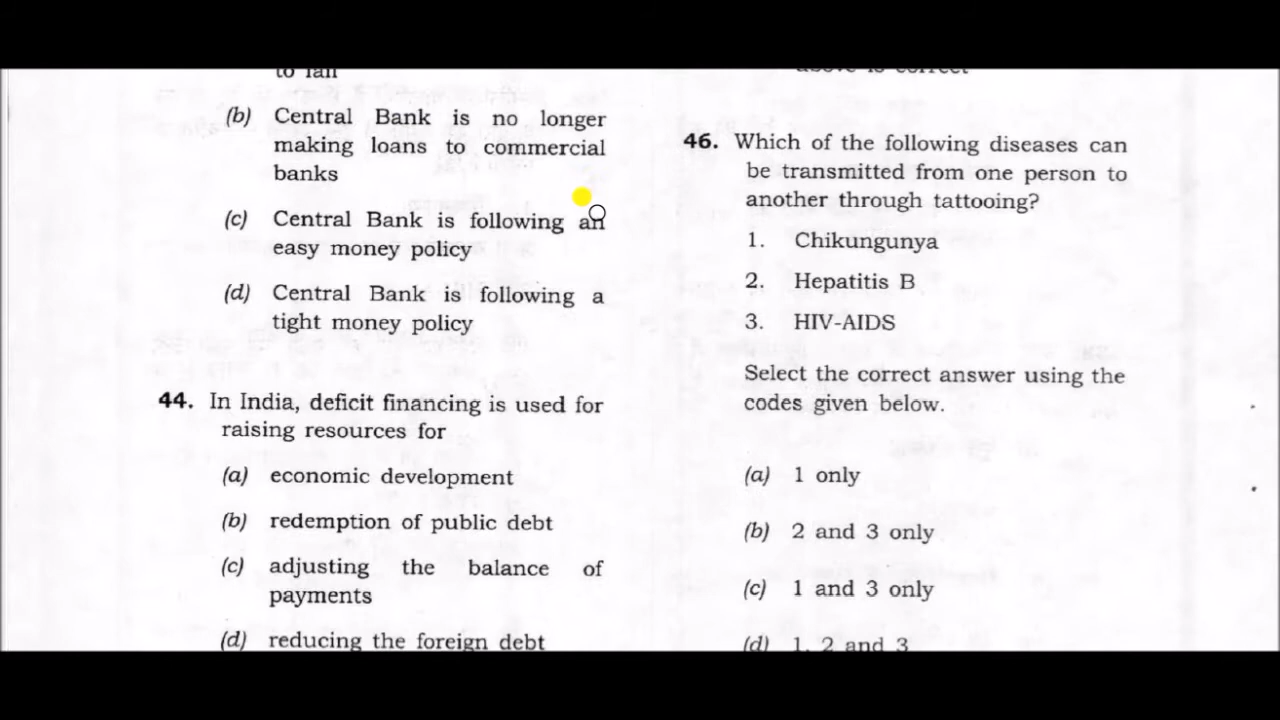 to fall
(b) Central Bank is no longer
making loans to commercial
banks
(c) Central Bank is following an
easy money policy
(d) Central Bank is following a
tight money policy
44. In India, deficit financing is used for
raising resources for
(a) economic development
(b) redemption of public debt
(c) adjusting the balance of
payments
(d) reducing the foreign debt
above is correct
46. Which of the following diseases can
be transmitted from one person to
another through tattooing?
1. Chikungunya
2. Hepatitis B
3. HIV-AIDS
Select the correct answer using the
codes given below.
(a) 1 only
(b) 2 and 3 only
(c) 1 and 3 only
(d) 1, 2 and 3